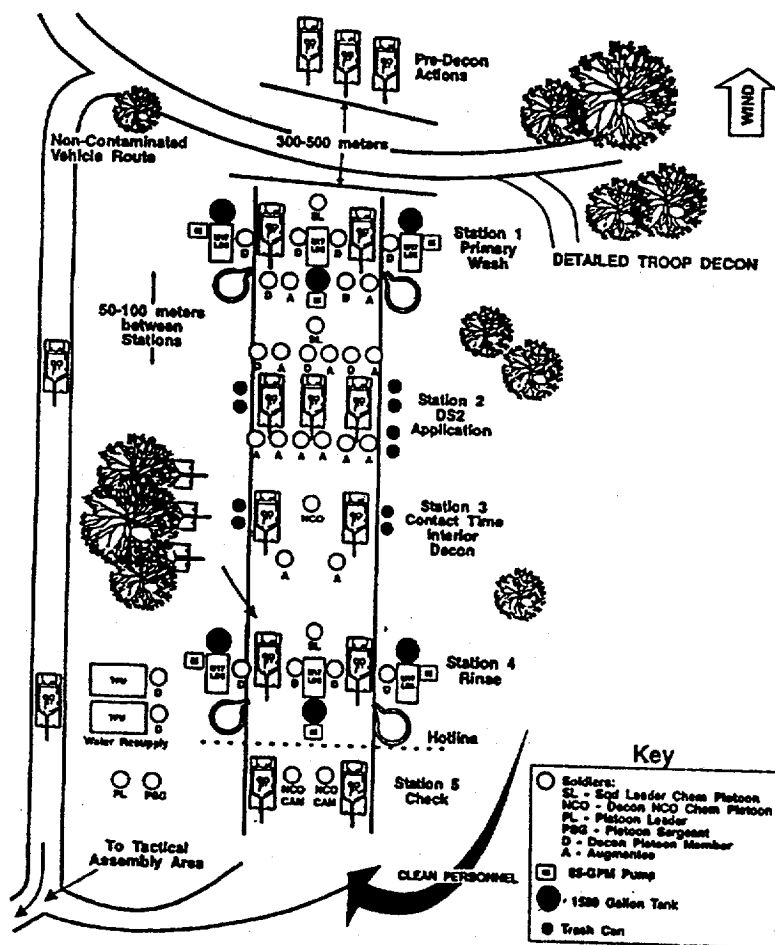 Pre-Decon
Actions
WIND
Non-Contaminated
Vehicle Route
300-500 meters
SL
Station 1
Primary
Wash
D
D
D
D
DETAILED TROOP DECON
D A D A
50-100 meters
between
Stations
SL
D A D A D A
Station 2
DS2
Application
A A A A A A
Station 3
Contact Time
Interior
Decon
NCO
A A
SL
Station 4
Rinse
D
D
D
D
TPU
D
TPU
D
Water Resupply
Hotline
PL PSG
NCO
CAM
NCO
CAM
Station 5
Check
To Tactical
Assembly Area
CLEAN PERSONNEL
Key
Soldiers:
SL - Sqd Leader Chem Platoon
NCO - Decon NCO Chem Platoon
PL - Platoon Leader
PSG - Platoon Sergeant
D - Decon Platoon Member
A - Augmentee
65-GPM Pump
- 1500 Gallon Tank
Trash Can